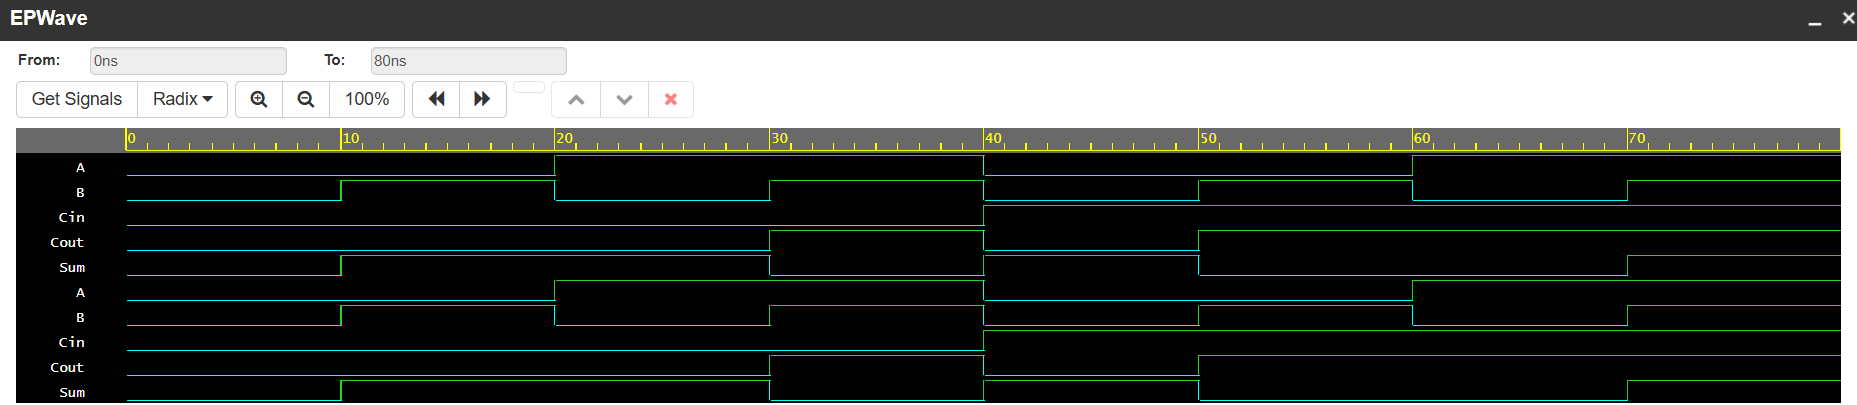 EPWave
From: 0ns To: 80ns
Get Signals Radix 100%
0 10 20 30 40 50 60 70
A
B
Cin
Cout
Sum
A
B
Cin
Cout
Sum